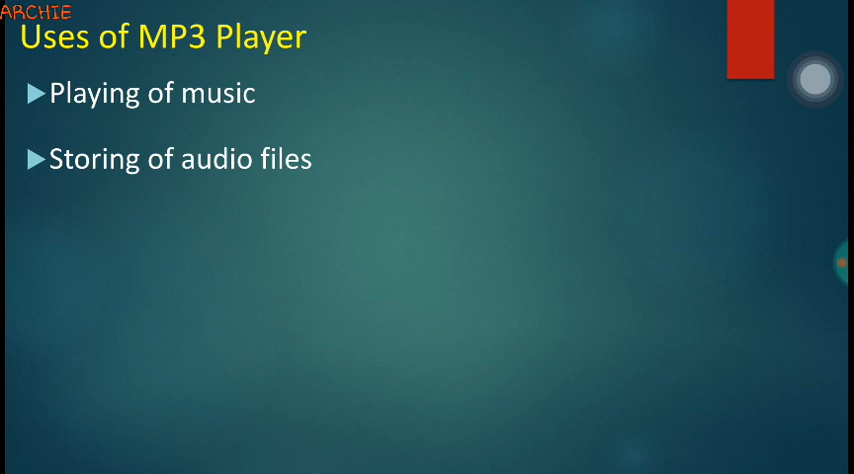 ARCHIE
Uses of MP3 Player
Playing of music
Storing of audio files